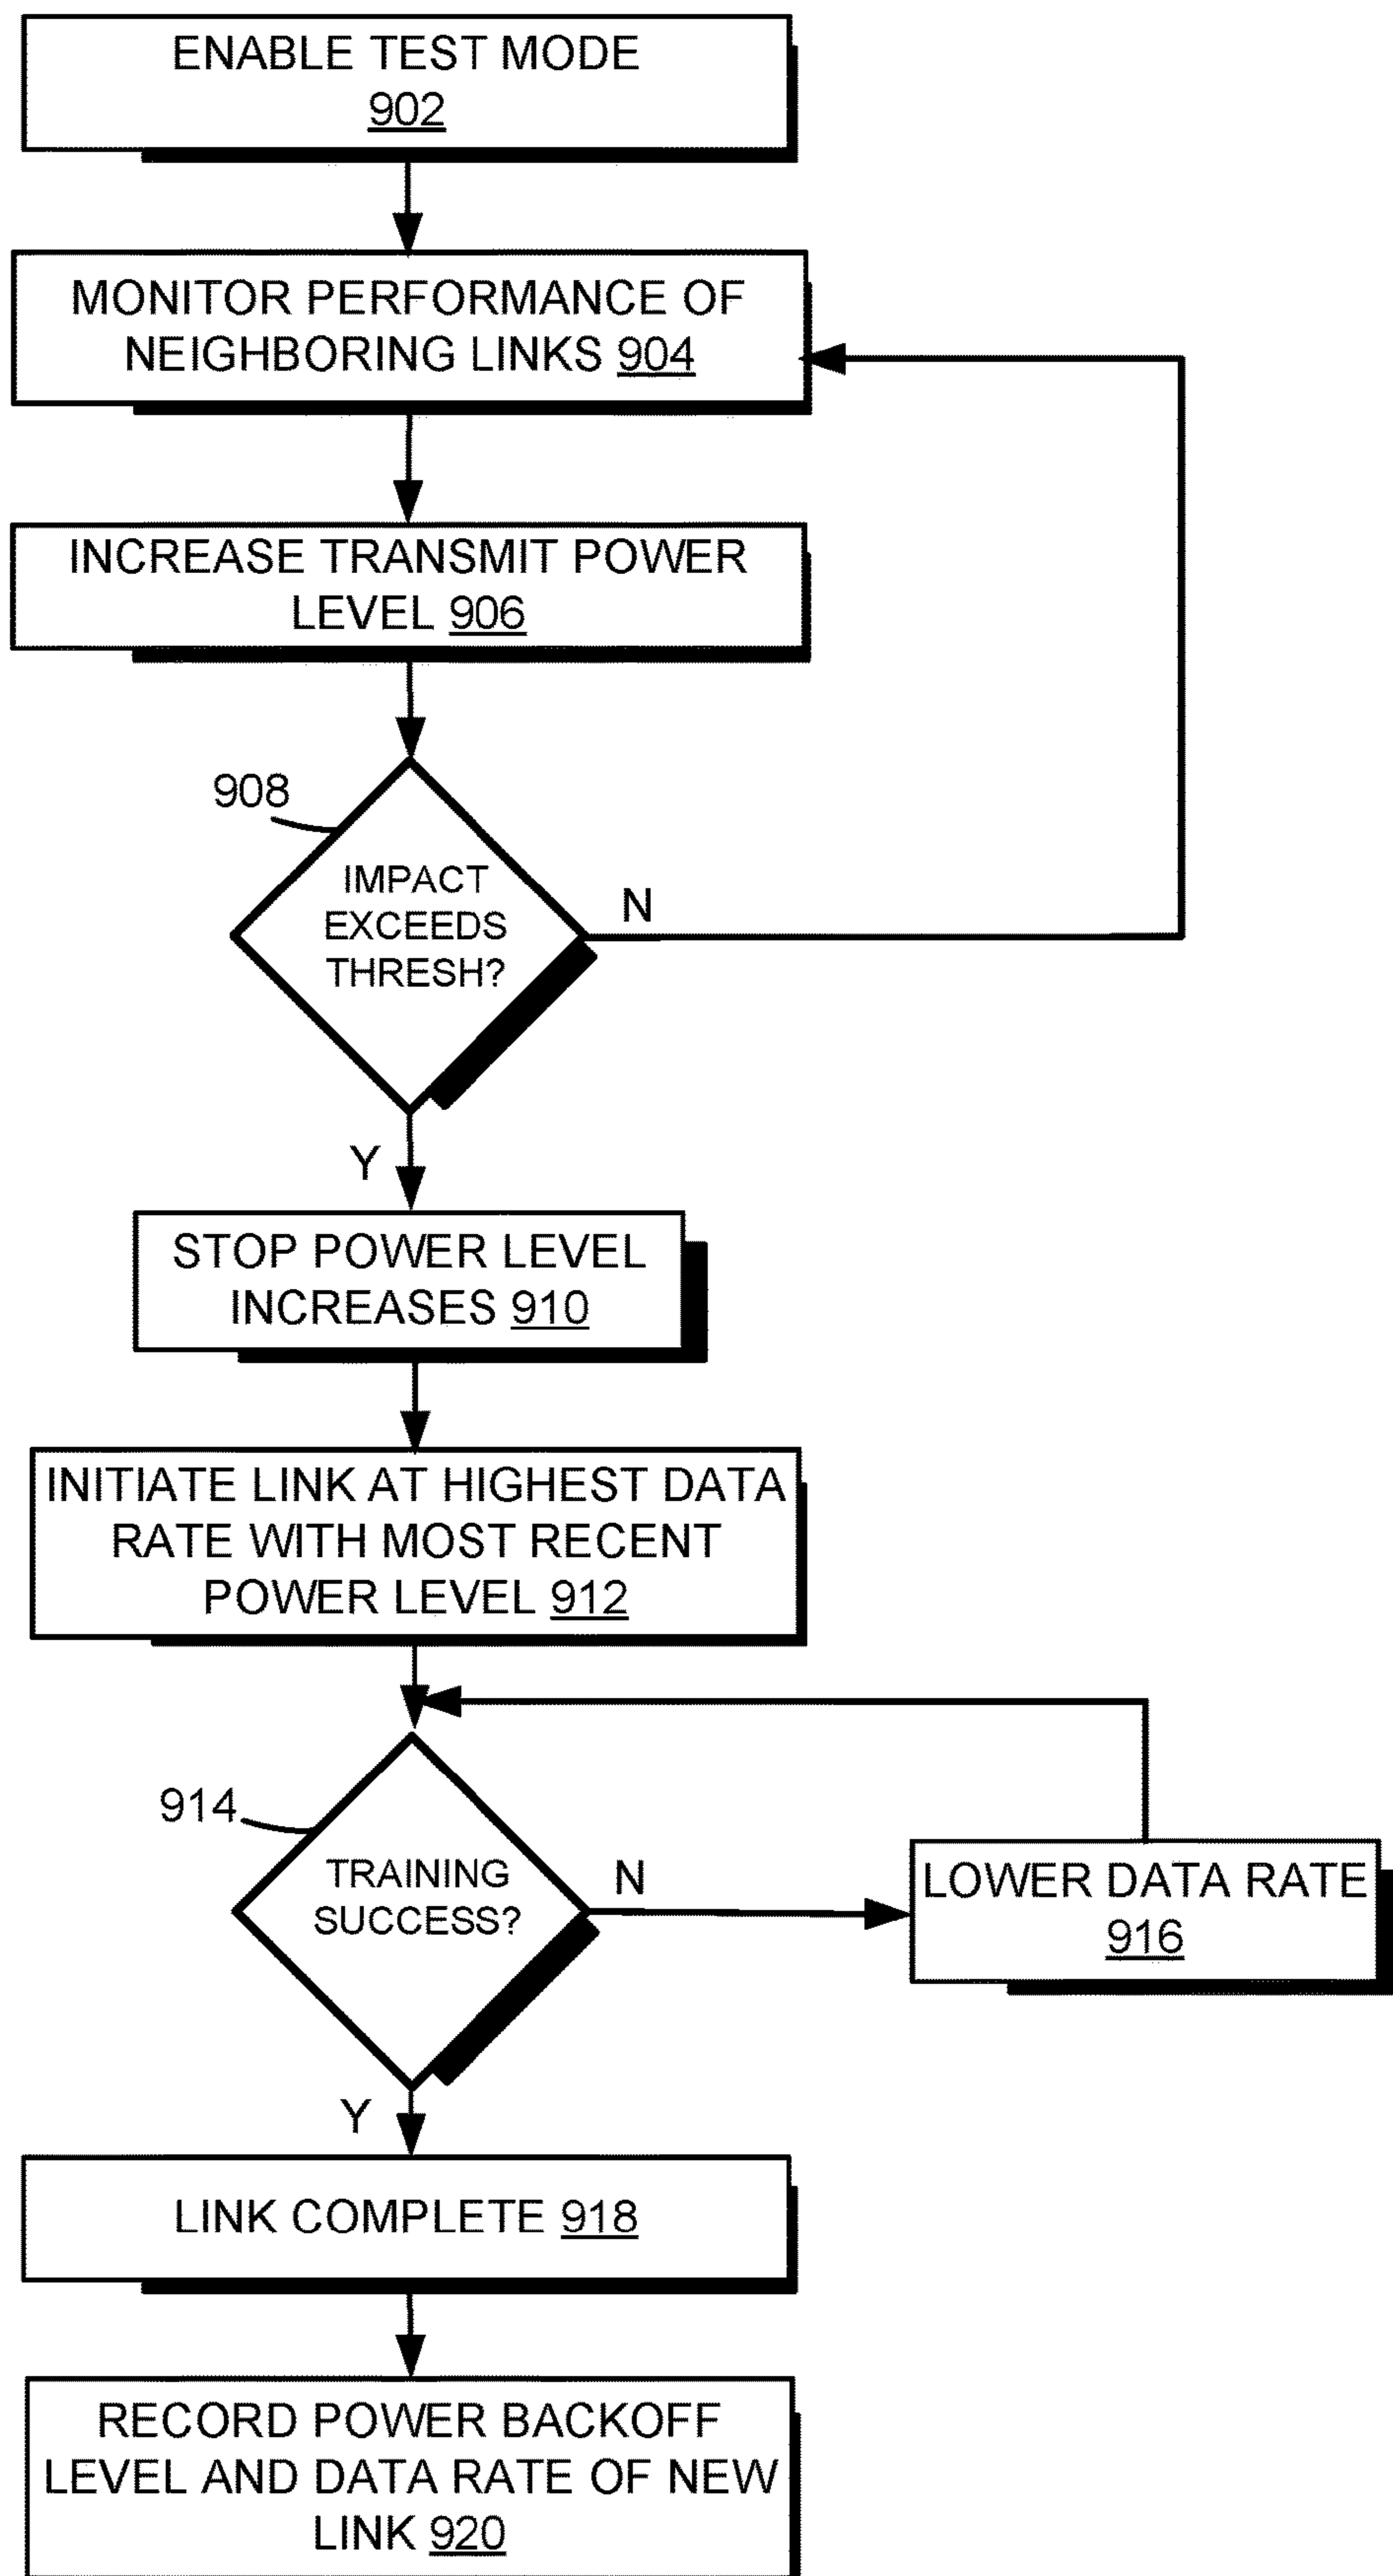 ENABLE TEST MODE
902
MONITOR PERFORMANCE OF
NEIGHBORING LINKS 904
INCREASE TRANSMIT POWER
LEVEL 906
908
IMPACT
EXCEEDS
THRESH?
N
Y
STOP POWER LEVEL
INCREASES 910
INITIATE LINK AT HIGHEST DATA
RATE WITH MOST RECENT
POWER LEVEL 912
914
TRAINING
SUCCESS?
N
LOWER DATA RATE
916
Y
LINK COMPLETE 918
RECORD POWER BACKOFF
LEVEL AND DATA RATE OF NEW
LINK 920